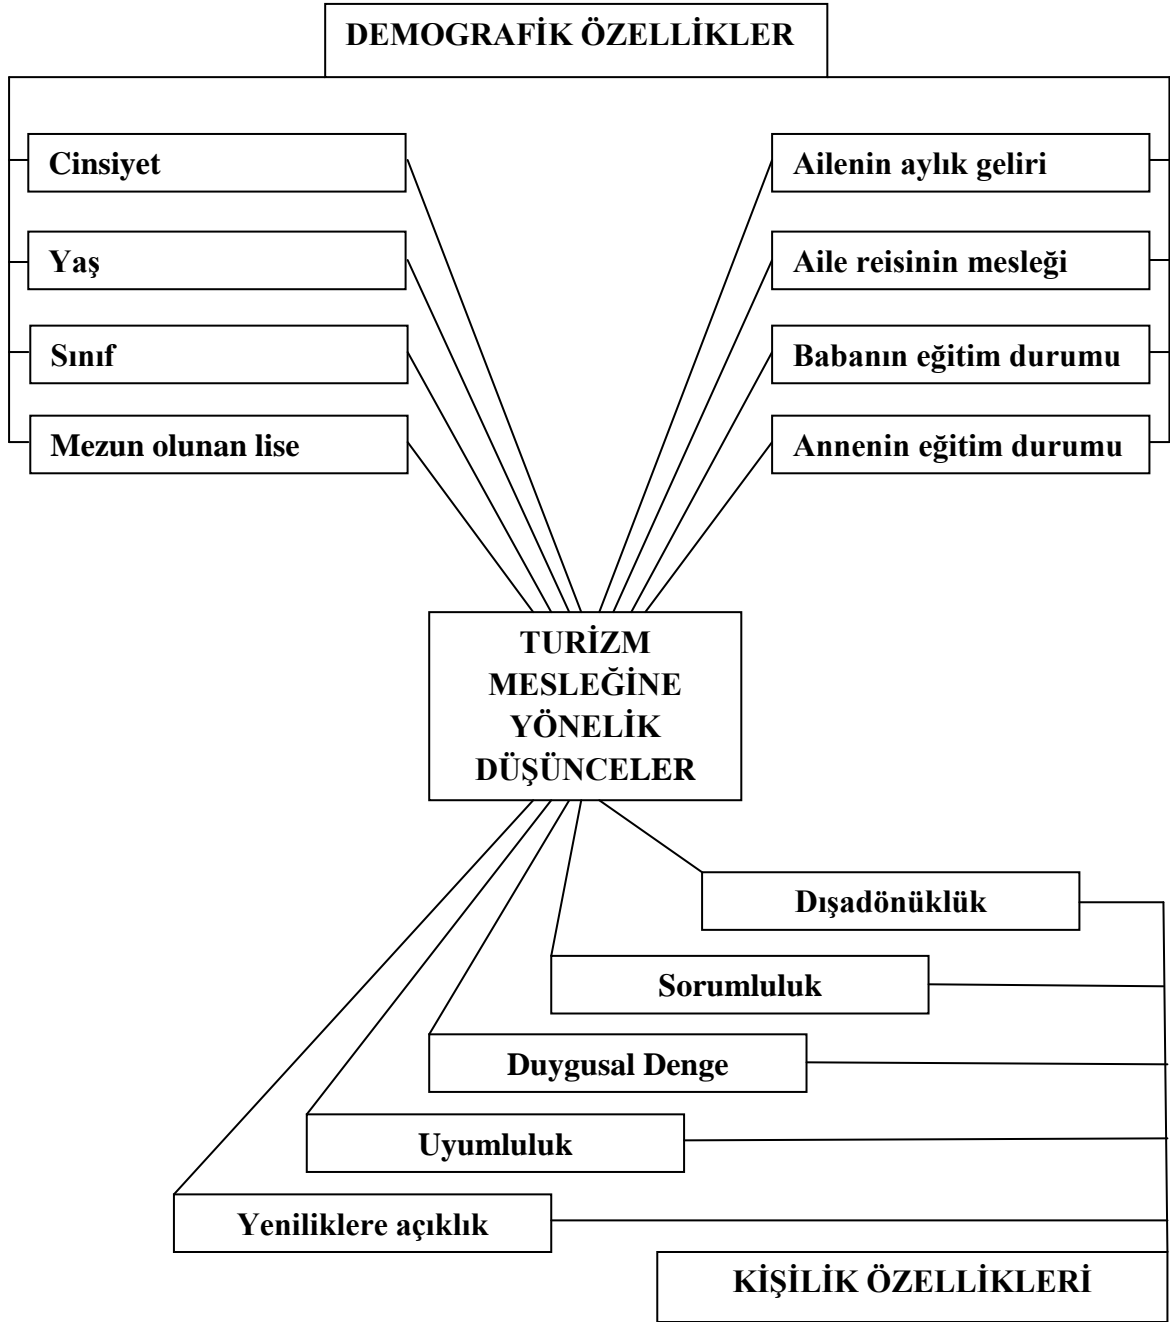 DEMOGRAFİK ÖZELLİKLER
Cinsiyet
Yaş
Sınıf
Mezun olunan lise
Ailenin aylık geliri
Aile reisinin mesleği
Babanın eğitim durumu
Annenin eğitim durumu
TURİZM
MESLEĞİNE
YÖNELİK
DÜŞÜNCELER
Dışadönüklük
Sorumluluk
Duygusal Denge
Uyumluluk
Yeniliklere açıklık
KİŞİLİK ÖZELLİKLERİ